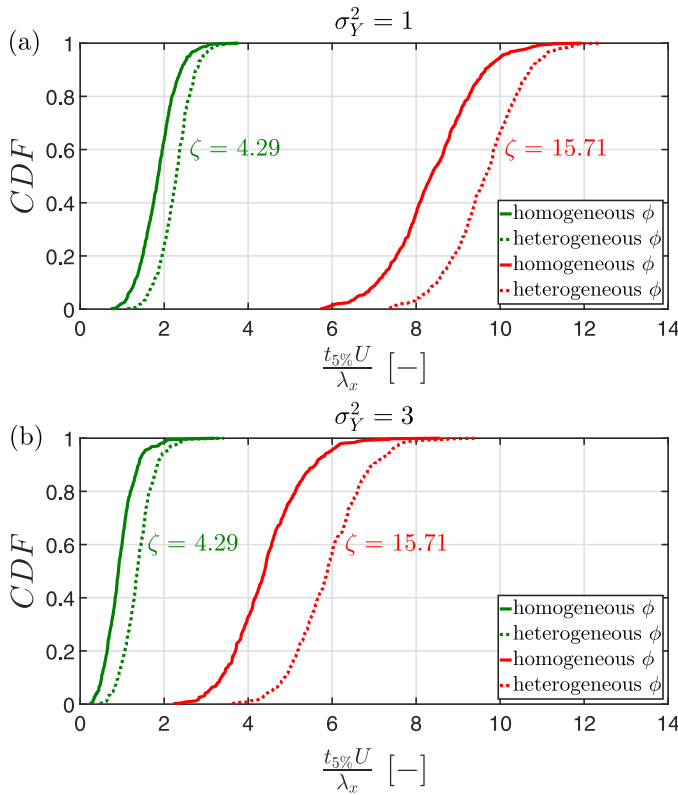 σ_Y^2 = 1
(a)
1
0.8
0.6
0.4
0.2
0
CDF
ζ = 4.29
ζ = 15.71
homogeneous ϕ
heterogeneous ϕ
homogeneous ϕ
heterogeneous ϕ
0 2 4 6 8 10 12 14
t_{5%}U / λ_x [−]
σ_Y^2 = 3
(b)
1
0.8
0.6
0.4
0.2
0
CDF
ζ = 4.29
ζ = 15.71
homogeneous ϕ
heterogeneous ϕ
homogeneous ϕ
heterogeneous ϕ
0 2 4 6 8 10 12 14
t_{5%}U / λ_x [−]